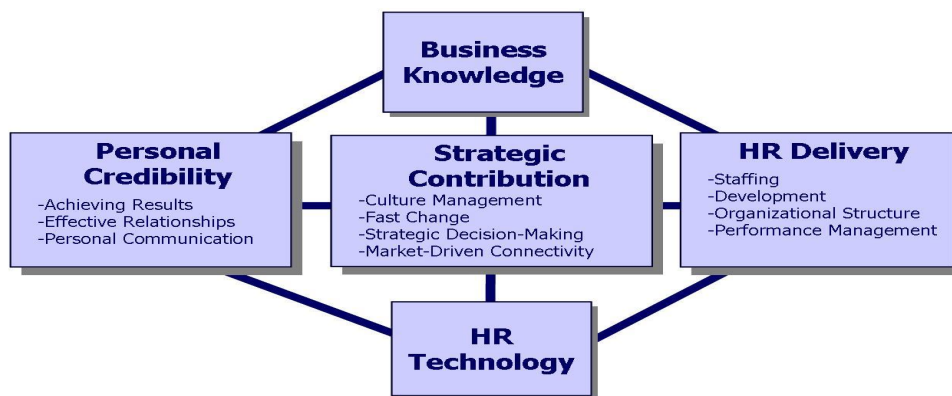 Business
Knowledge
Personal
Credibility
-Achieving Results
-Effective Relationships
-Personal Communication
Strategic
Contribution
-Culture Management
-Fast Change
-Strategic Decision-Making
-Market-Driven Connectivity
HR Delivery
-Staffing
-Development
-Organizational Structure
-Performance Management
HR
Technology